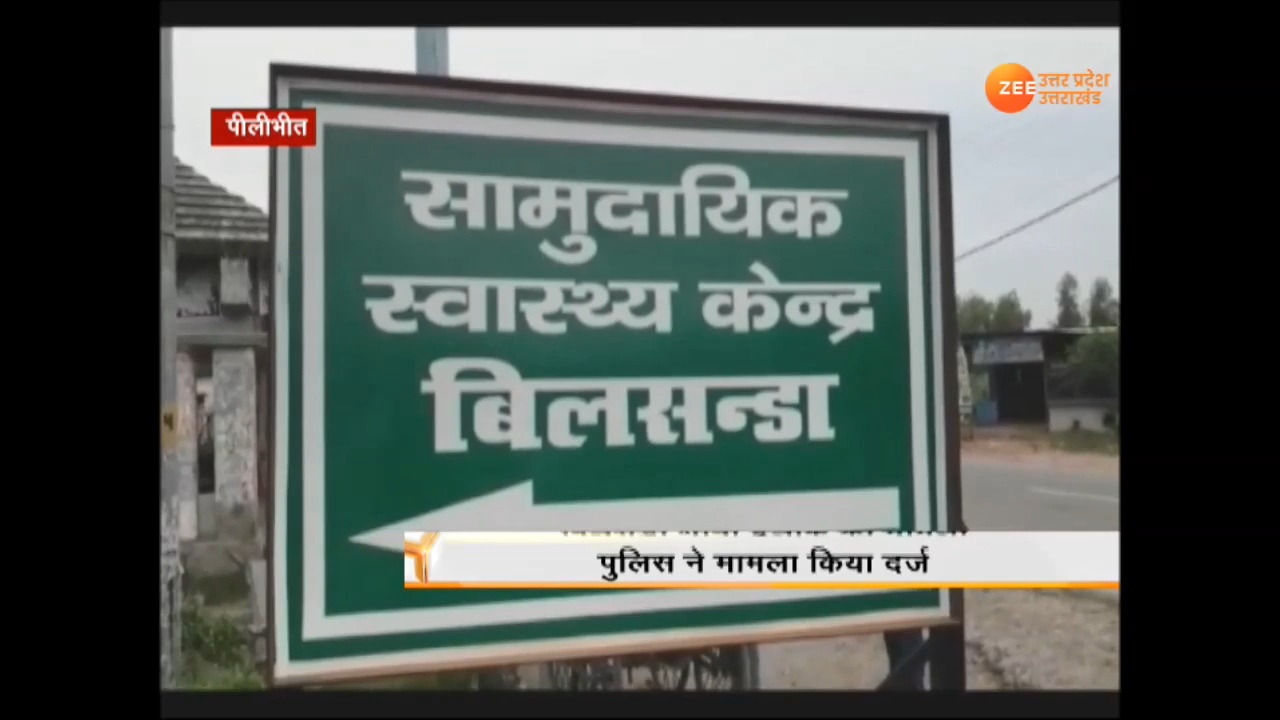 ZEE उत्तर प्रदेश
उत्तराखंड
पीलीभीत
सामुदायिक
स्वास्थ्य केन्द्र
बिलसन्डा
पुलिस ने मामला किया दर्ज